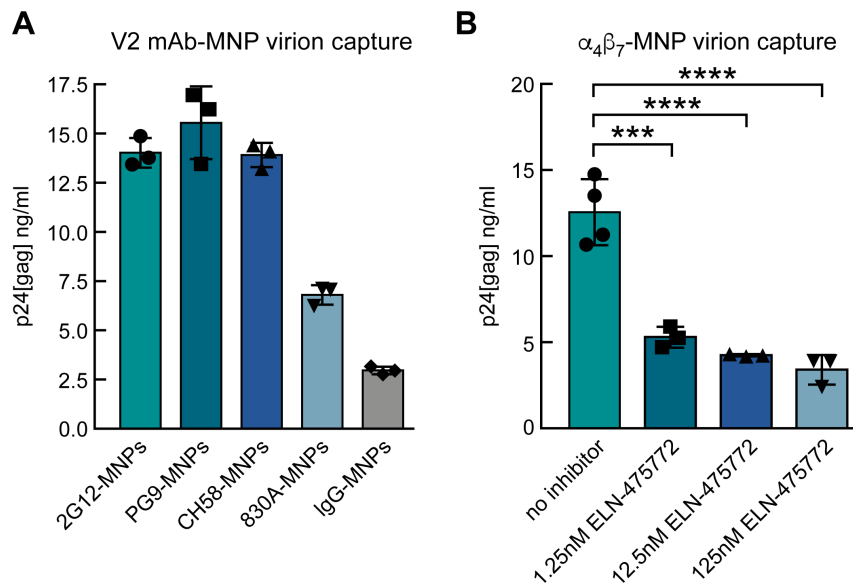 A
V2 mAb-MNP virion capture
p24[gag] ng/ml
17.5
15.0
12.5
10.0
7.5
5.0
2.5
0.0
2G12-MNPs
PG9-MNPs
CH58-MNPs
830A-MNPs
IgG-MNPs
B
α₄β₇-MNP virion capture
p24[gag] ng/ml
20
15
10
5
0
****
****
***
no inhibitor
1.25nM ELN-475772
12.5nM ELN-475772
125nM ELN-475772